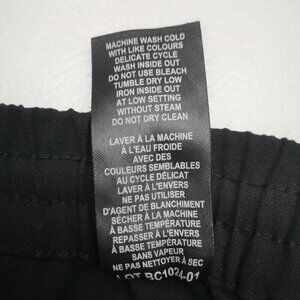 MACHINE WASH COLD
WITH LIKE COLOURS
DELICATE CYCLE
WASH INSIDE OUT
DO NOT USE BLEACH
TUMBLE DRY LOW
IRON INSIDE OUT
AT LOW SETTING
WITHOUT STEAM
DO NOT DRY CLEAN
LAVER À LA MACHINE
À L'EAU FROIDE
AVEC DES
COULEURS SEMBLABLES
AU CYCLE DÉLICAT
LAVER À L'ENVERS
NE PAS UTILISER
D'AGENT DE BLANCHIMENT
SÉCHER À LA MACHINE
À BASSE TEMPÉRATURE
REPASSER À L'ENVERS
À BASSE TEMPÉRATURE
SANS VAPEUR
NE PAS NETTOYER À SEC
LOT BC1024-01